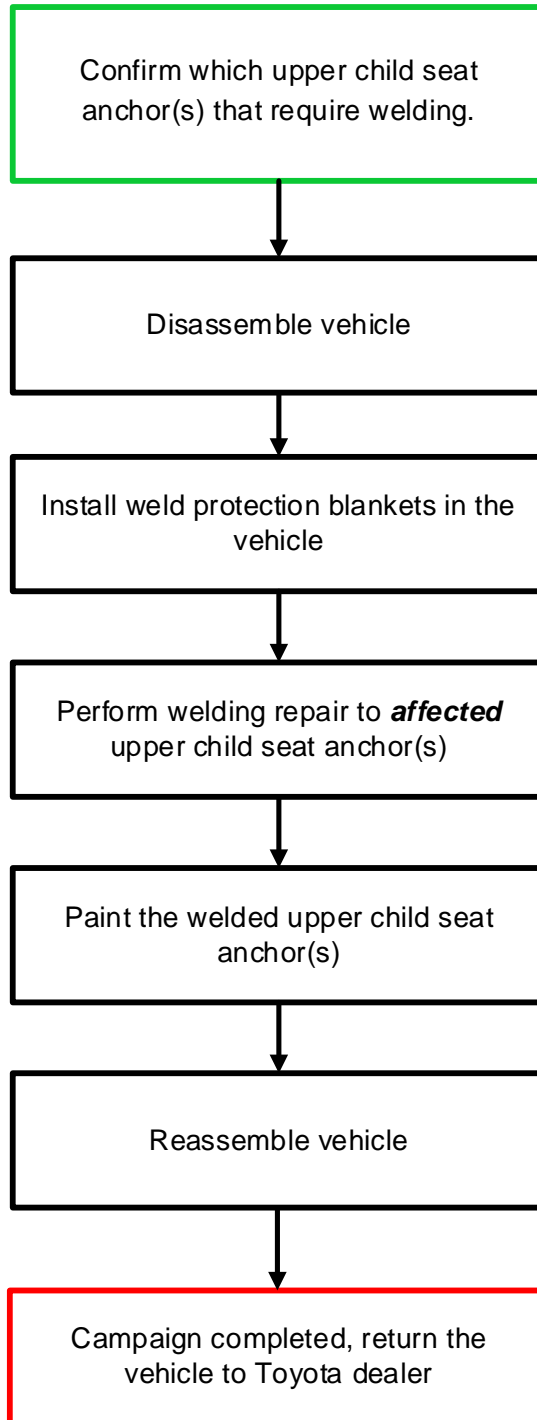 Confirm which upper child seat
anchor(s) that require welding.
Disassemble vehicle
Install weld protection blankets in the
vehicle
Perform welding repair to affected
upper child seat anchor(s)
Paint the welded upper child seat
anchor(s)
Reassemble vehicle
Campaign completed, return the
vehicle to Toyota dealer